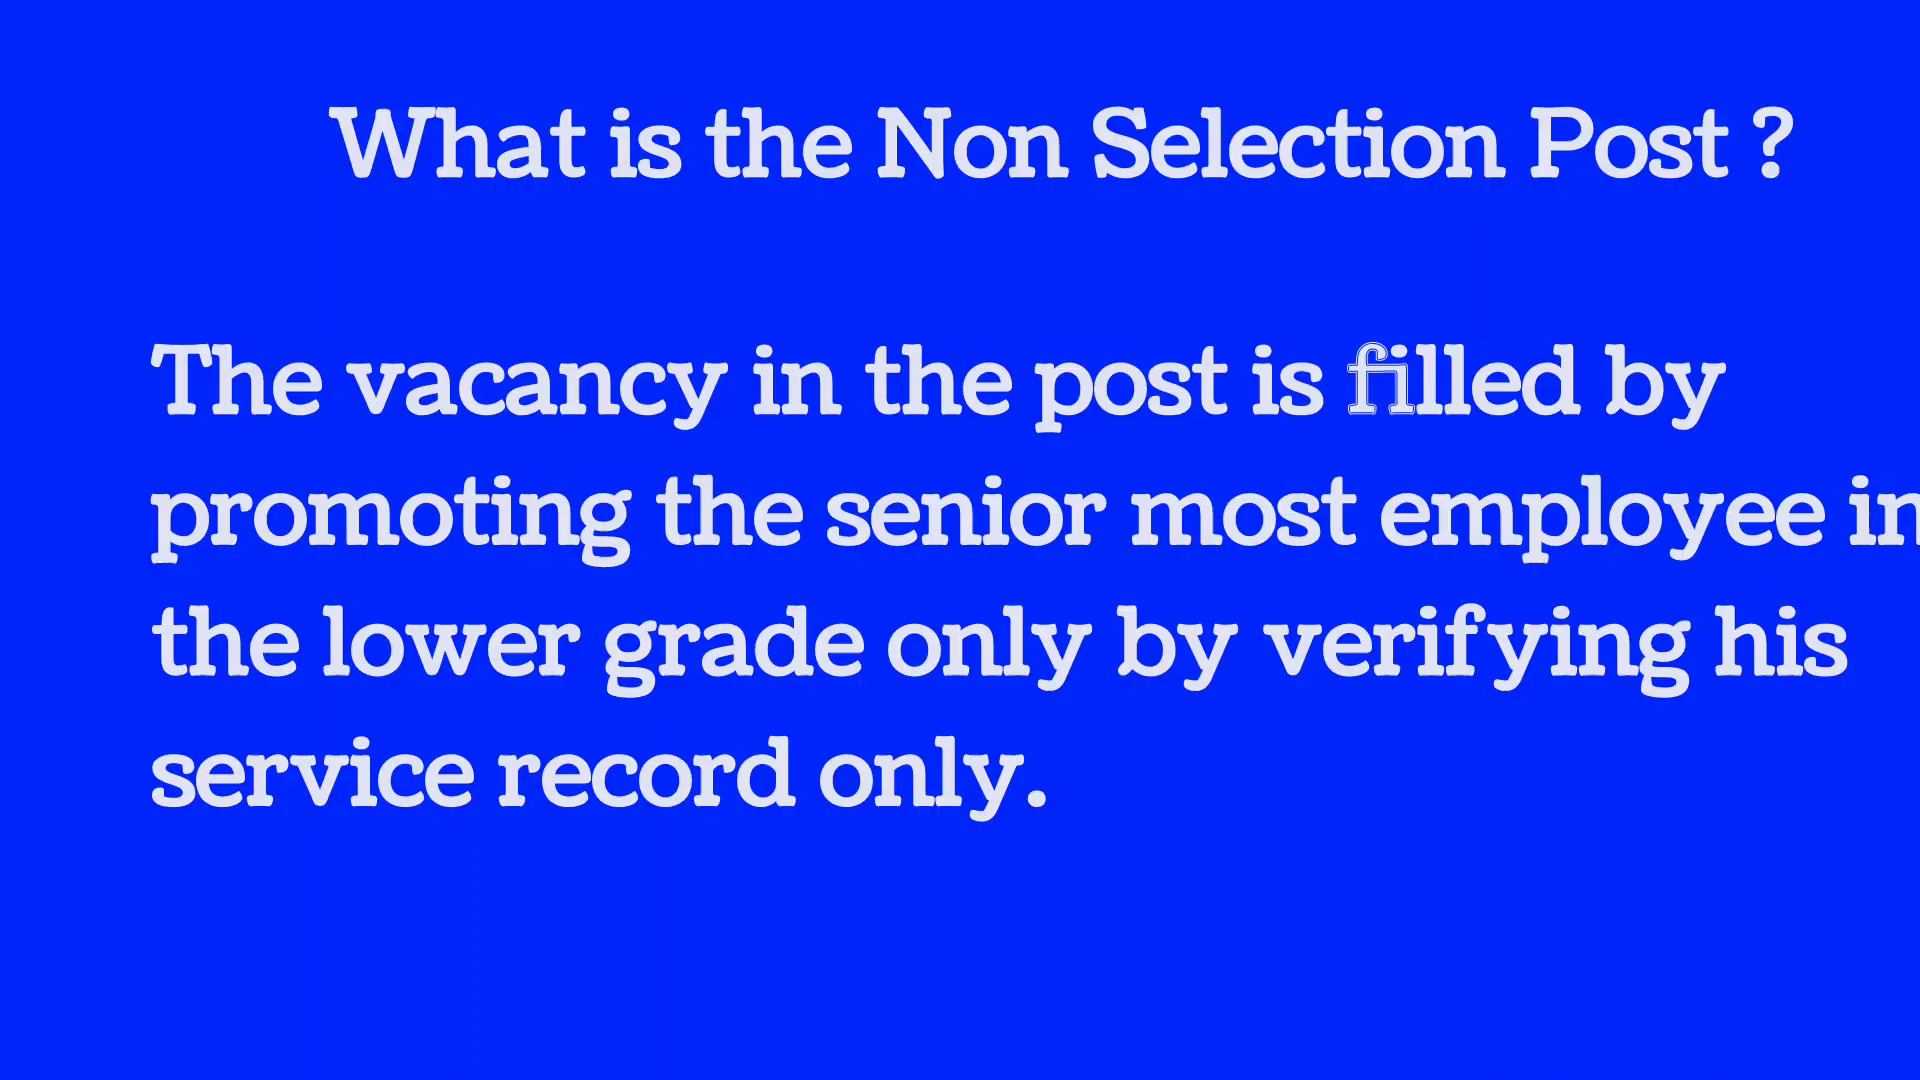 What is the Non Selection Post ?
The vacancy in the post is filled by
promoting the senior most employee in
the lower grade only by verifying his
service record only.